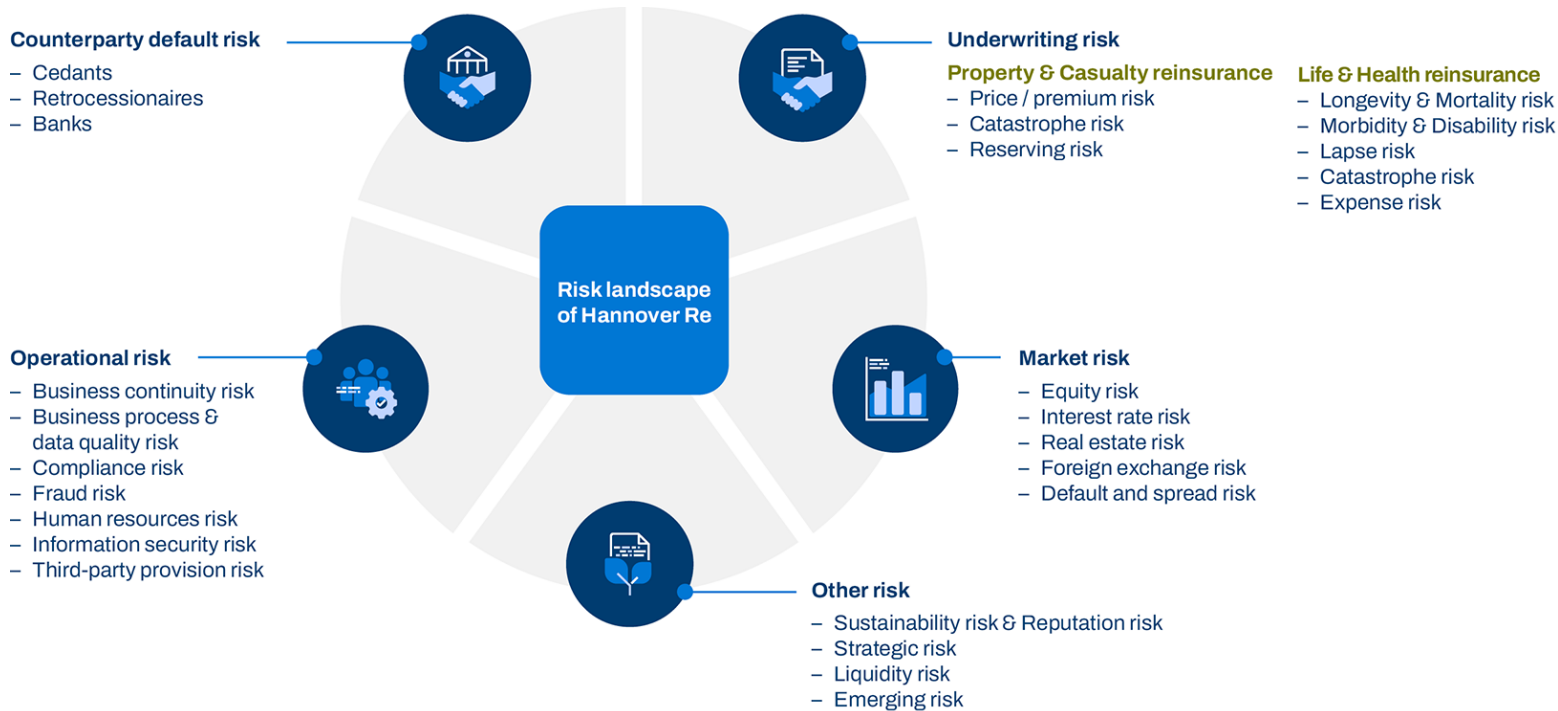 Counterparty default risk
– Cedants
– Retrocessionaires
– Banks
Underwriting risk
Property & Casualty reinsurance
– Price / premium risk
– Catastrophe risk
– Reserving risk
Life & Health reinsurance
– Longevity & Mortality risk
– Morbidity & Disability risk
– Lapse risk
– Catastrophe risk
– Expense risk
Risk landscape
of Hannover Re
Operational risk
– Business continuity risk
– Business process &
data quality risk
– Compliance risk
– Fraud risk
– Human resources risk
– Information security risk
– Third-party provision risk
Market risk
– Equity risk
– Interest rate risk
– Real estate risk
– Foreign exchange risk
– Default and spread risk
Other risk
– Sustainability risk & Reputation risk
– Strategic risk
– Liquidity risk
– Emerging risk